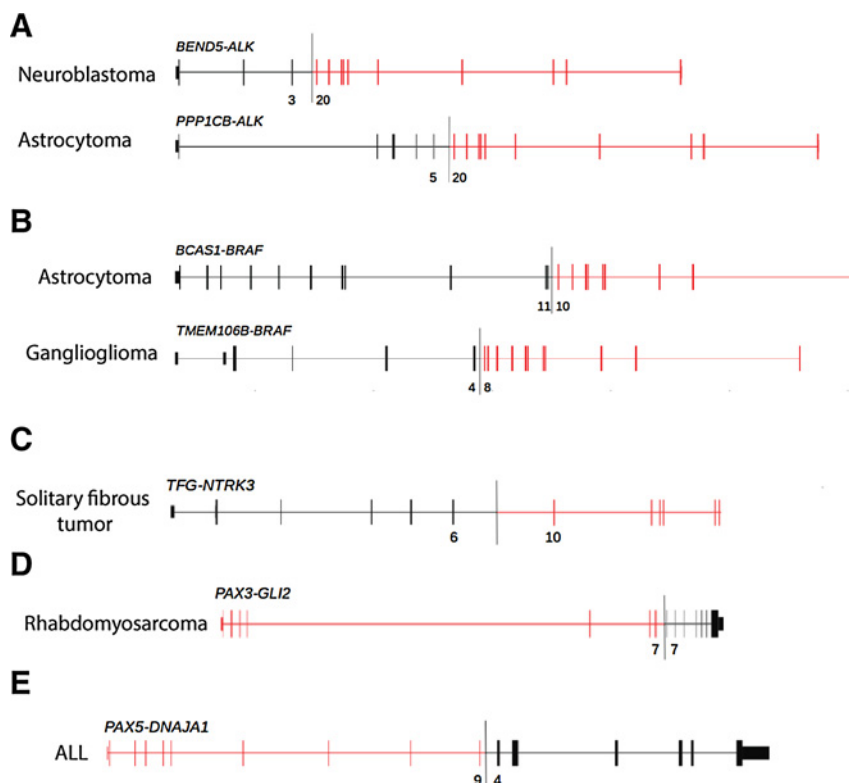 A
BEND5-ALK
Neuroblastoma
3 20
PPP1CB-ALK
Astrocytoma
5 20
B
BCAS1-BRAF
Astrocytoma
11 10
TMEM106B-BRAF
Ganglioglioma
4 8
C
TFG-NTRK3
Solitary fibrous
tumor
6 10
D
PAX3-GLI2
Rhabdomyosarcoma
7 7
E
PAX5-DNAJA1
ALL
9 4